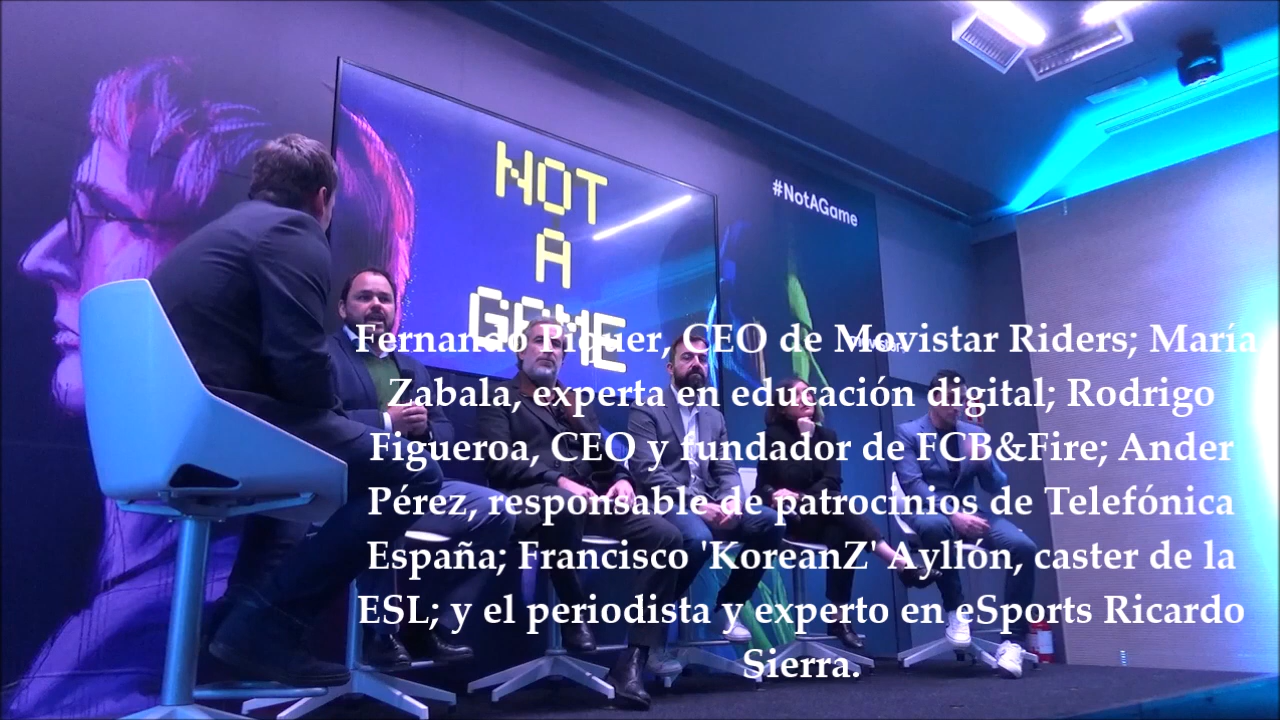 NOT
A
GAME
#NotAGame
Fernando Piquer, CEO de Movistar Riders; María
Zabala, experta en educación digital; Rodrigo
Figueroa, CEO y fundador de FCB&Fire; Ander
Pérez, responsable de patrocinios de Telefónica
España; Francisco 'KoreanZ' Ayllón, caster de la
ESL; y el periodista y experto en eSports Ricardo
Sierra.